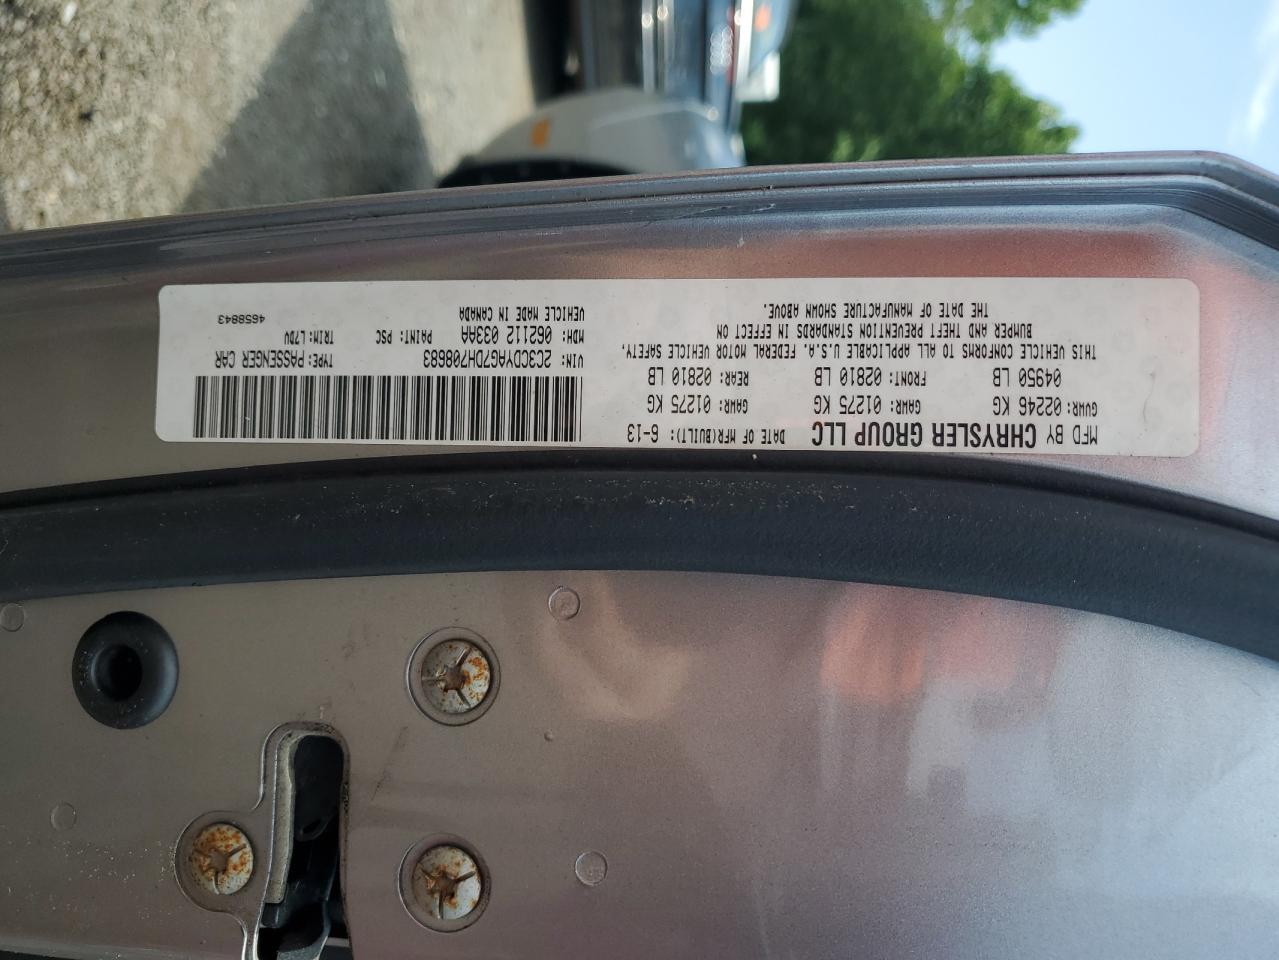 MFD BY CHRYSLER GROUP LLC DATE OF MFR(BUILT): 6-13
GVWR: 02246 KG GAWR: 01275 KG GAWR: 01275 KG
04950 LB FRONT: 02810 LB REAR: 02810 LB
THIS VEHICLE CONFORMS TO ALL APPLICABLE U.S.A. FEDERAL MOTOR VEHICLE SAFETY,
BUMPER AND THEFT PREVENTION STANDARDS IN EFFECT ON
THE DATE OF MANUFACTURE SHOWN ABOVE.
VIN: 2C3CDYAG7DH708683 TYPE: PASSENGER CAR
MDH: 062112 033AA PAINT: PSC TRIM: L7DV
VEHICLE MADE IN CANADA 4658843